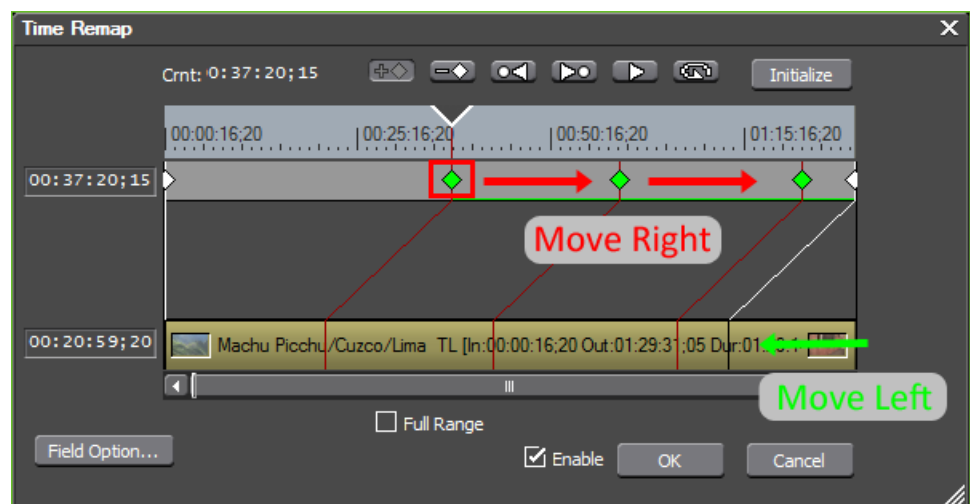 Time Remap
Crnt: 0:37:20;15
Initialize
00:00:16;20 00:25:16;20 00:50:16;20 01:15:16;20
00:37:20;15
Move Right
00:20:59;20
Machu Picchu/Cuzco/Lima TL [In:00:00:16;20 Out:01:29:31;05 Dur:01:
Move Left
Full Range
Field Option...
Enable
OK
Cancel